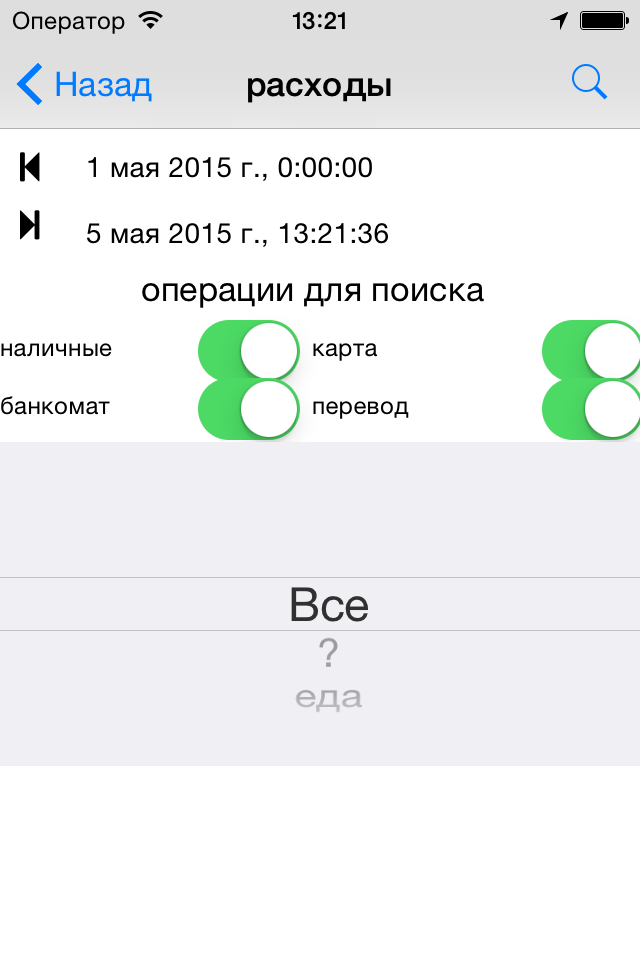 Оператор 13:21
Назад расходы
1 мая 2015 г., 0:00:00
5 мая 2015 г., 13:21:36
операции для поиска
наличные карта
банкомат перевод
Все
?
еда